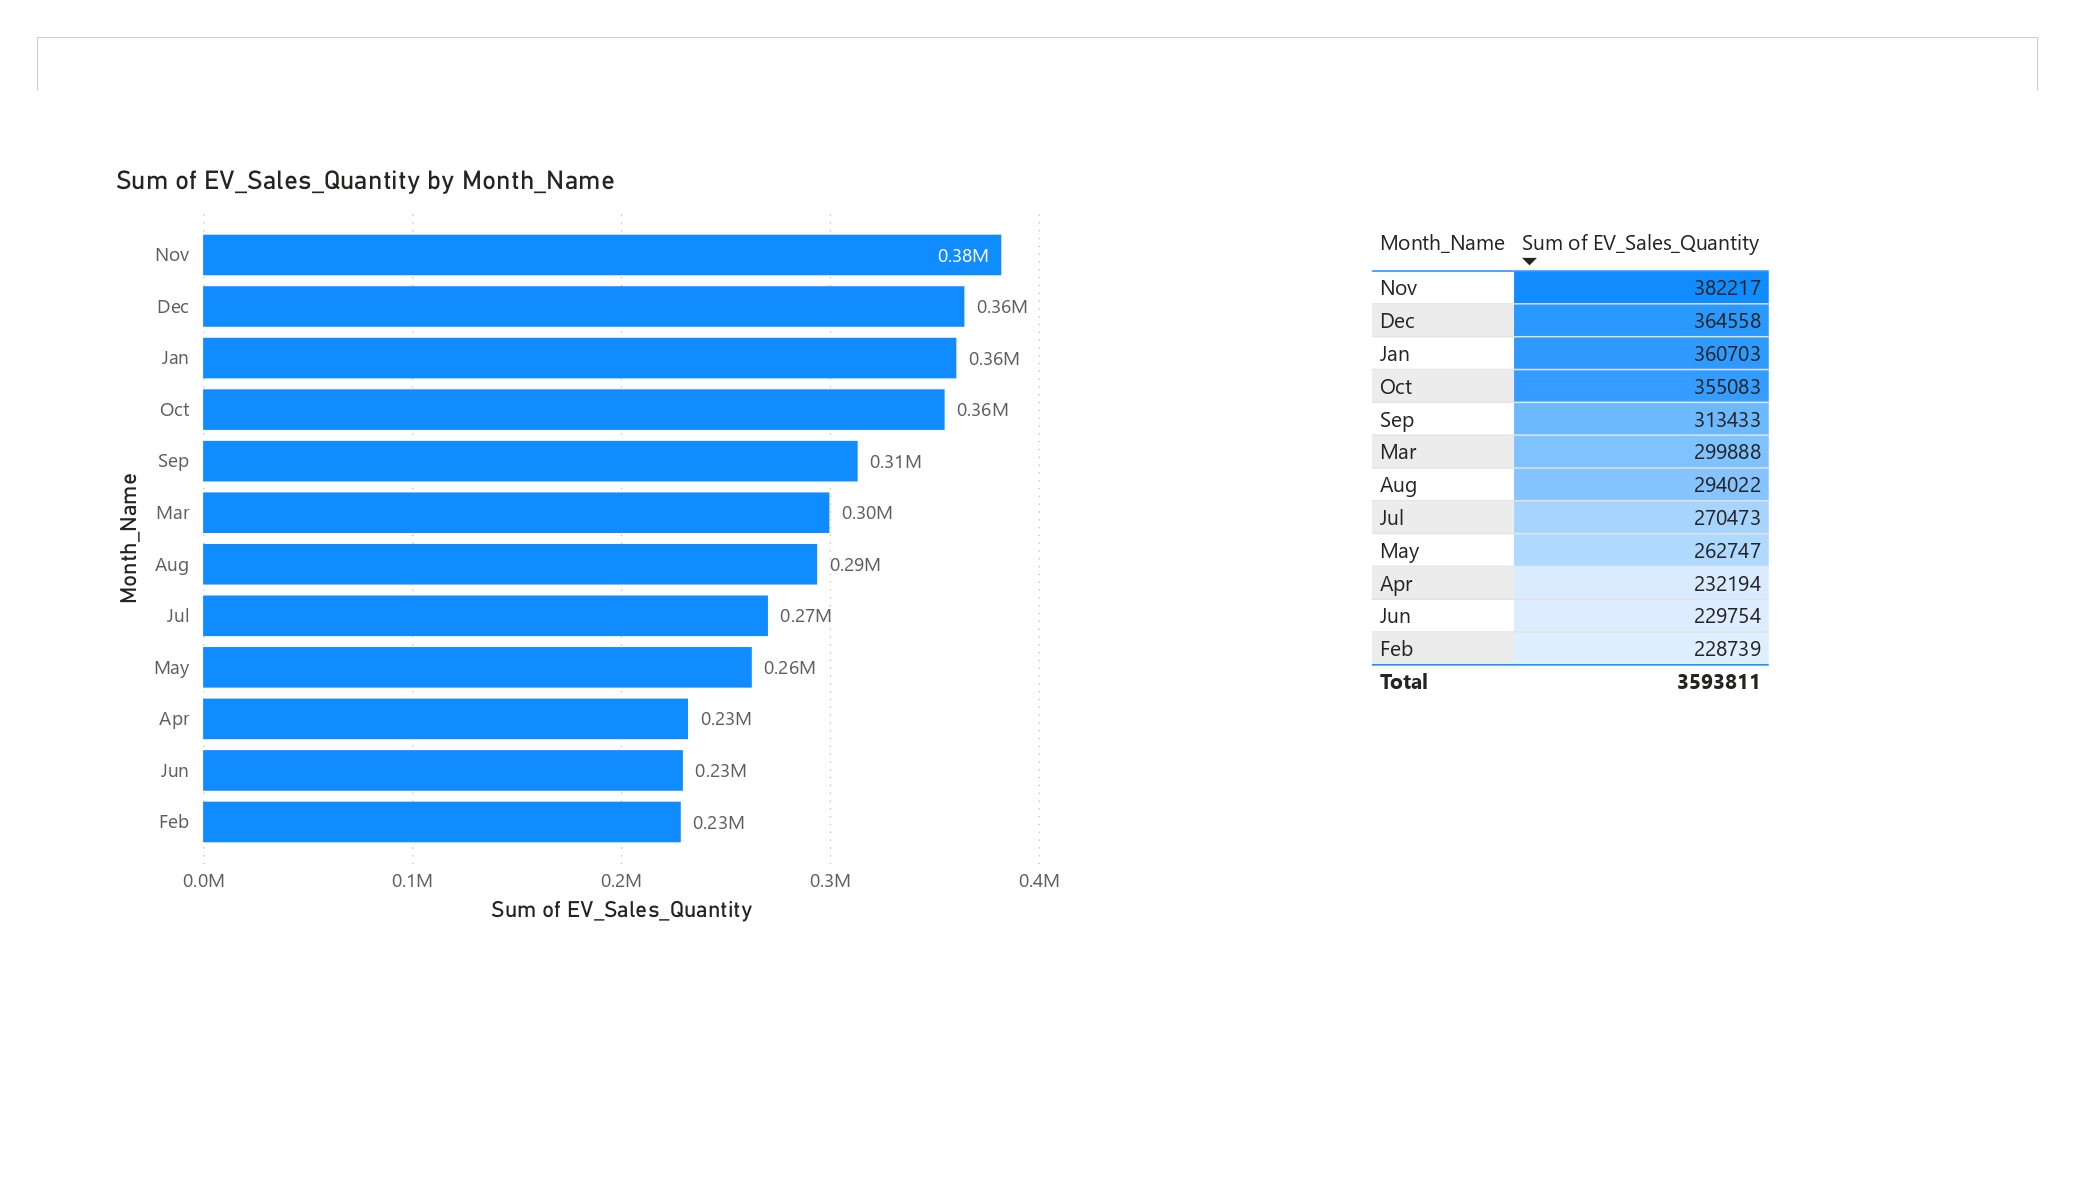 Sum of EV_Sales_Quantity by Month_Name
Month_Name
Nov 0.38M
Dec 0.36M
Jan 0.36M
Oct 0.36M
Sep 0.31M
Mar 0.30M
Aug 0.29M
Jul 0.27M
May 0.26M
Apr 0.23M
Jun 0.23M
Feb 0.23M
0.0M 0.1M 0.2M 0.3M 0.4M
Sum of EV_Sales_Quantity
Month_Name Sum of EV_Sales_Quantity
Nov 382217
Dec 364558
Jan 360703
Oct 355083
Sep 313433
Mar 299888
Aug 294022
Jul 270473
May 262747
Apr 232194
Jun 229754
Feb 228739
Total 3593811